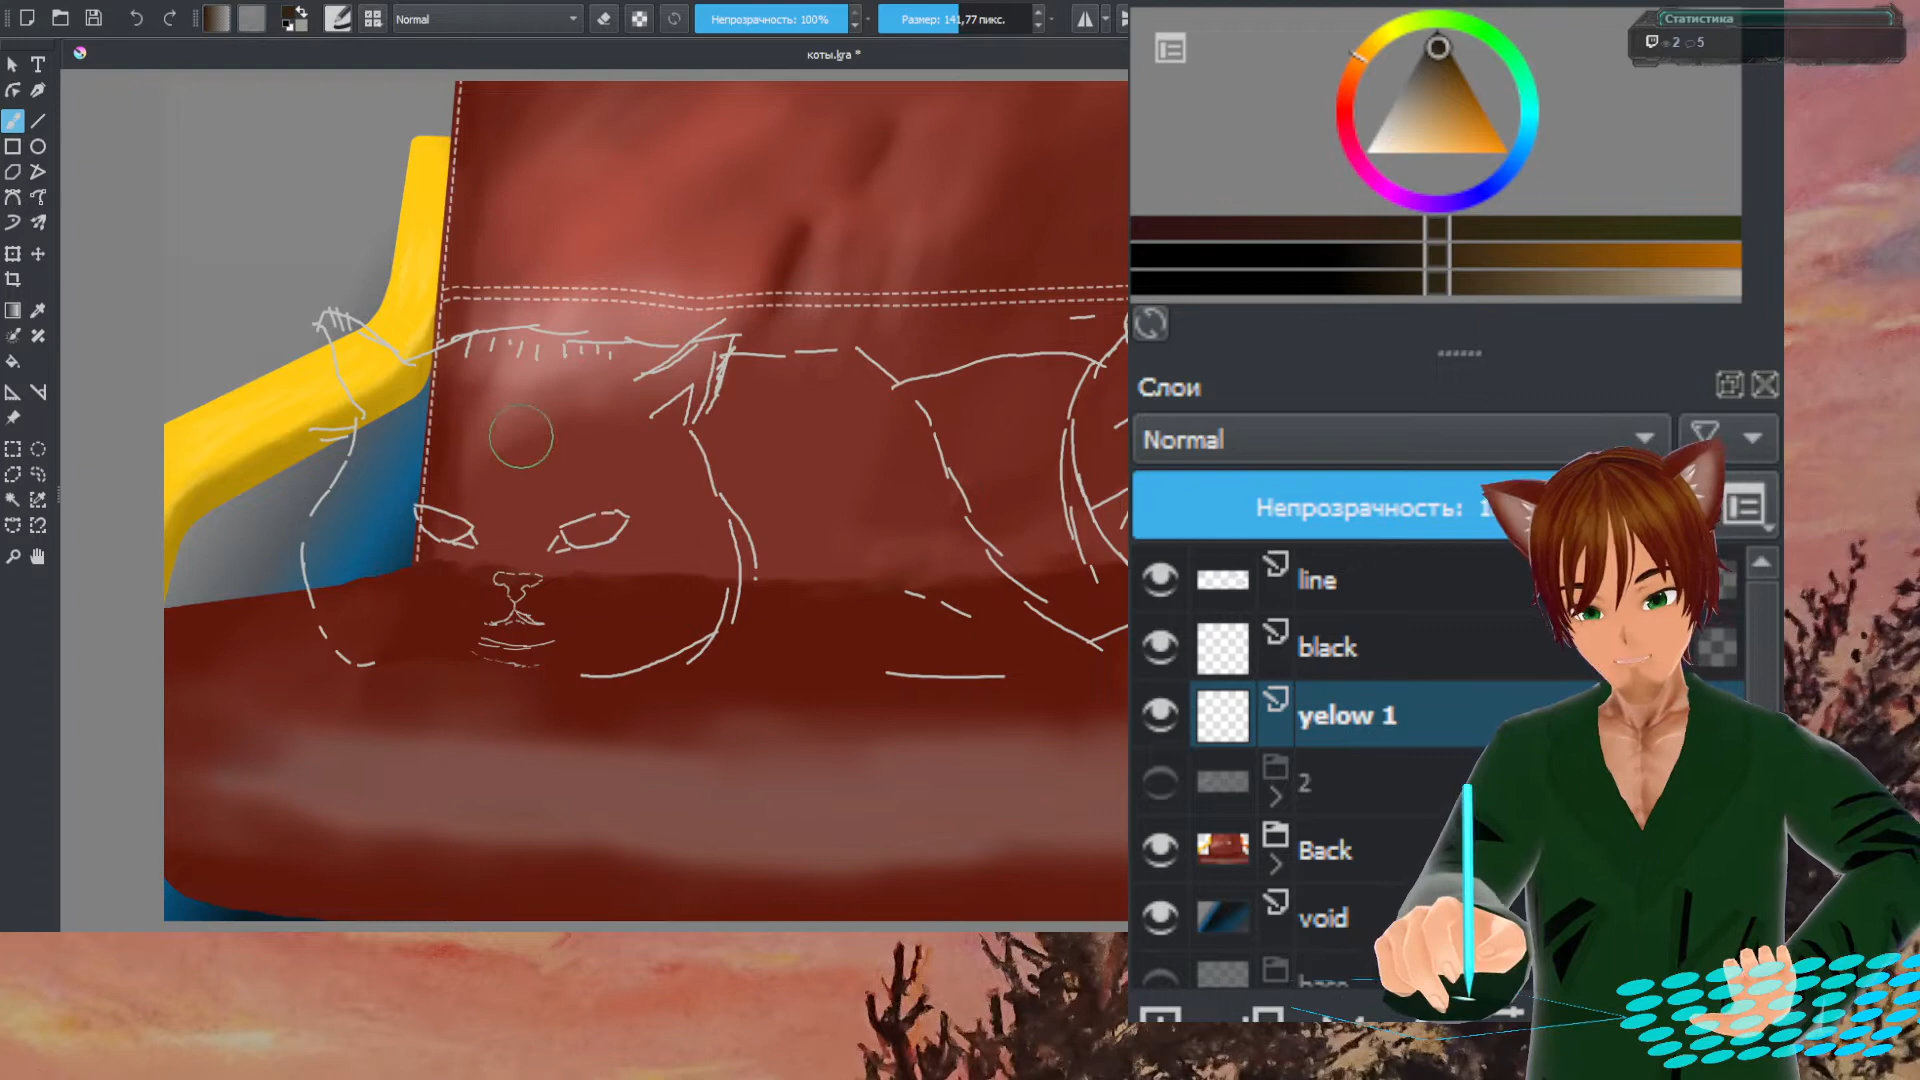 Normal
Непрозрачность: 100%
Размер: 141,77 пикс.
Статистика
2 5
коты.kra *
Слои
Normal
Непрозрачность: 1
line
black
yelow 1
2
Back
void